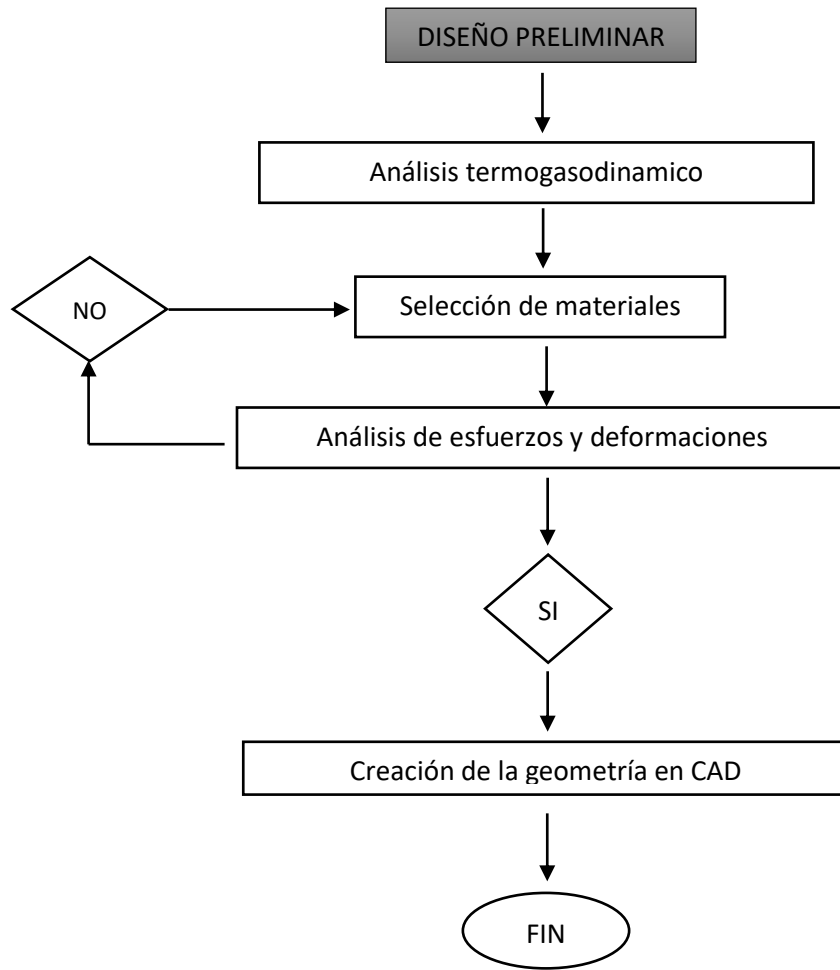 DISEÑO PRELIMINAR
Análisis termogasodinamico
NO
Selección de materiales
Análisis de esfuerzos y deformaciones
SI
Creación de la geometría en CAD
FIN